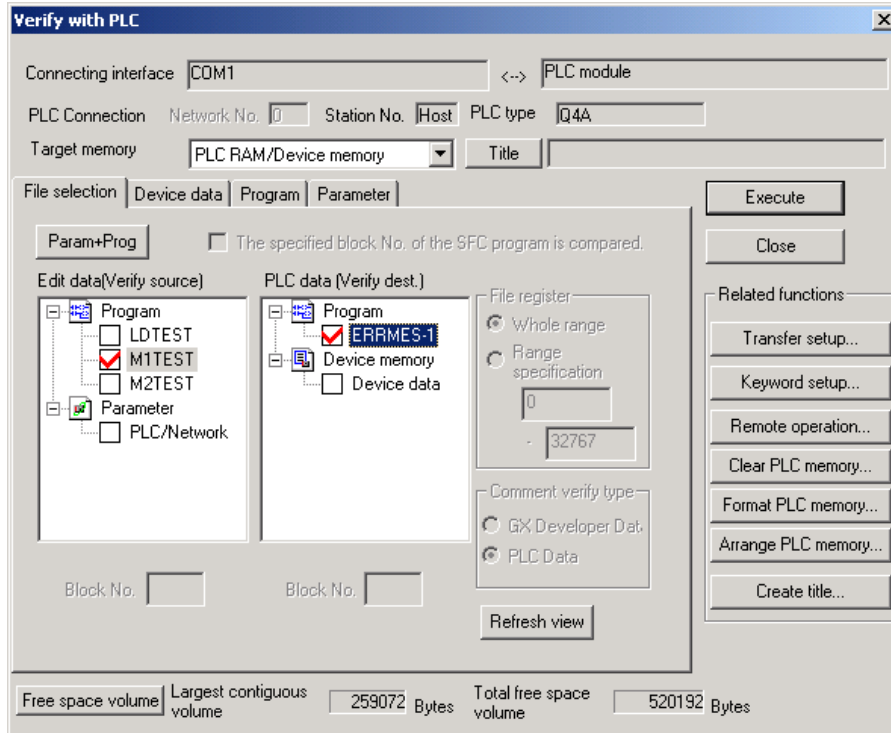 Verify with PLC
Connecting interface COM1 <--> PLC module
PLC Connection Network No. 0 Station No. Host PLC type Q4A
Target memory PLC RAM/Device memory Title
File selection Device data Program Parameter
Execute
Param+Prog The specified block No. of the SFC program is compared.
Close
Edit data(Verify source) PLC data (Verify dest.)
Program
LDTEST
M1TEST
M2TEST
Parameter
PLC/Network
Program
ERRMES-1
Device memory
Device data
File register
Whole range
Range
specification
0
- 32767
Comment verify type
GX Developer Dat
PLC Data
Block No. Block No.
Refresh view
Related functions
Transfer setup...
Keyword setup...
Remote operation...
Clear PLC memory...
Format PLC memory...
Arrange PLC memory...
Create title...
Free space volume Largest contiguous
volume 259072 Bytes Total free space
volume 520192 Bytes